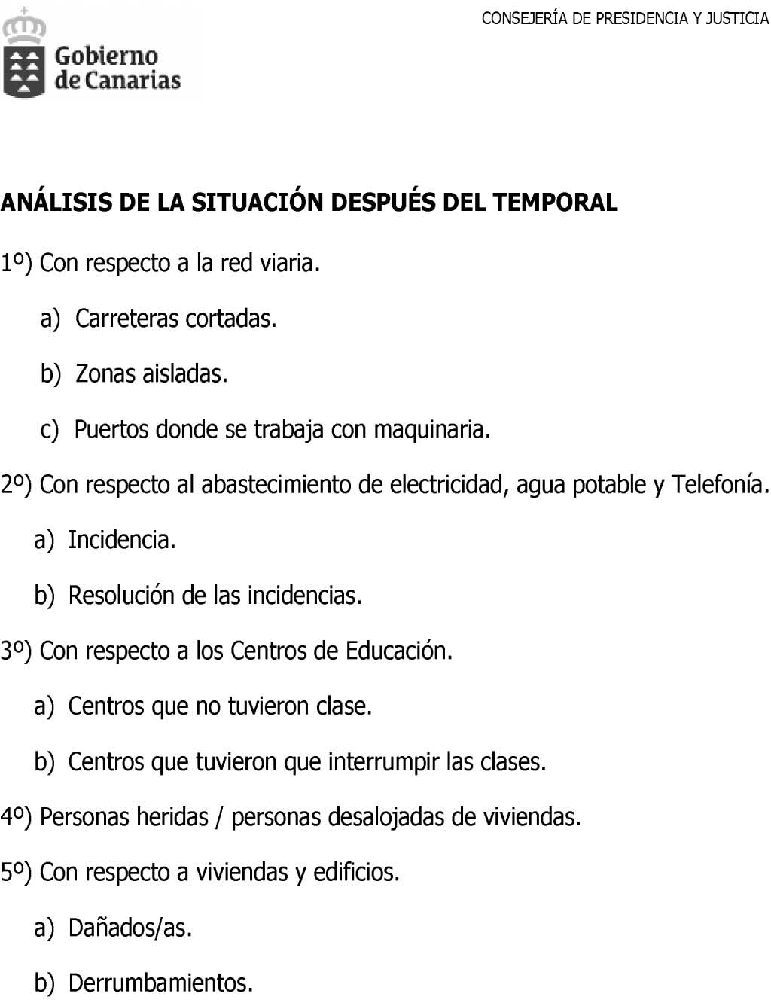 CONSEJERÍA DE PRESIDENCIA Y JUSTICIA
Gobierno
de Canarias
ANÁLISIS DE LA SITUACIÓN DESPUÉS DEL TEMPORAL
1º) Con respecto a la red viaria.
a) Carreteras cortadas.
b) Zonas aisladas.
c) Puertos donde se trabaja con maquinaria.
2º) Con respecto al abastecimiento de electricidad, agua potable y Telefonía.
a) Incidencia.
b) Resolución de las incidencias.
3º) Con respecto a los Centros de Educación.
a) Centros que no tuvieron clase.
b) Centros que tuvieron que interrumpir las clases.
4º) Personas heridas / personas desalojadas de viviendas.
5º) Con respecto a viviendas y edificios.
a) Dañados/as.
b) Derrumbamientos.